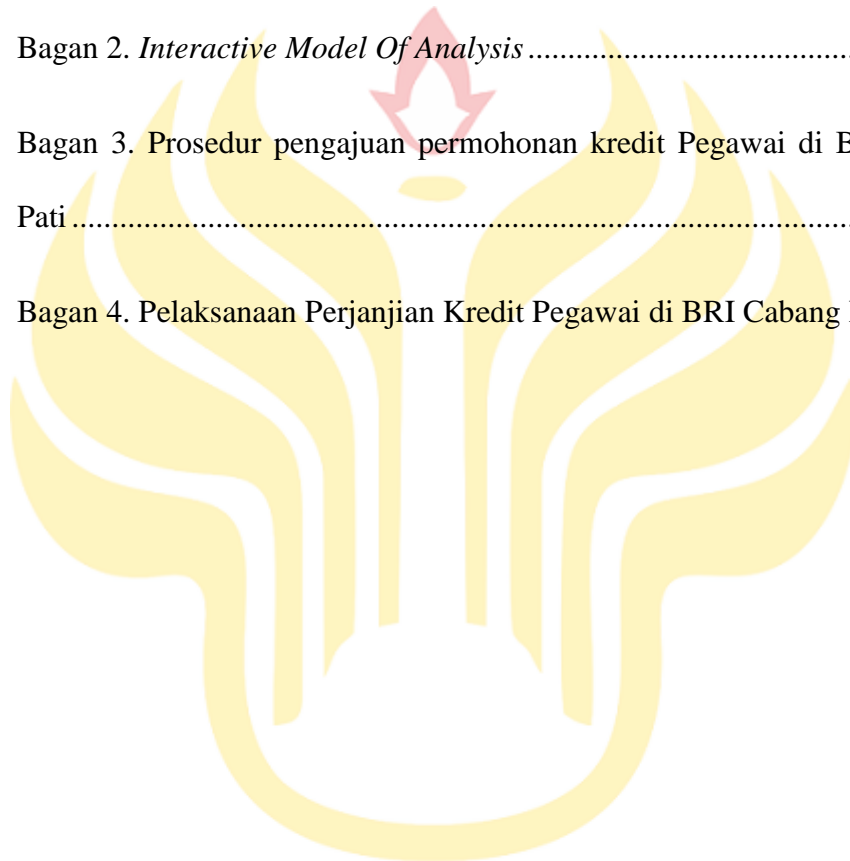 Bagan 2. Interactive Model Of Analysis ........................................
Bagan 3. Prosedur pengajuan permohonan kredit Pegawai di
Pati ..................................................................................................
Bagan 4. Pelaksanaan Perjanjian Kredit Pegawai di BRI Cabang